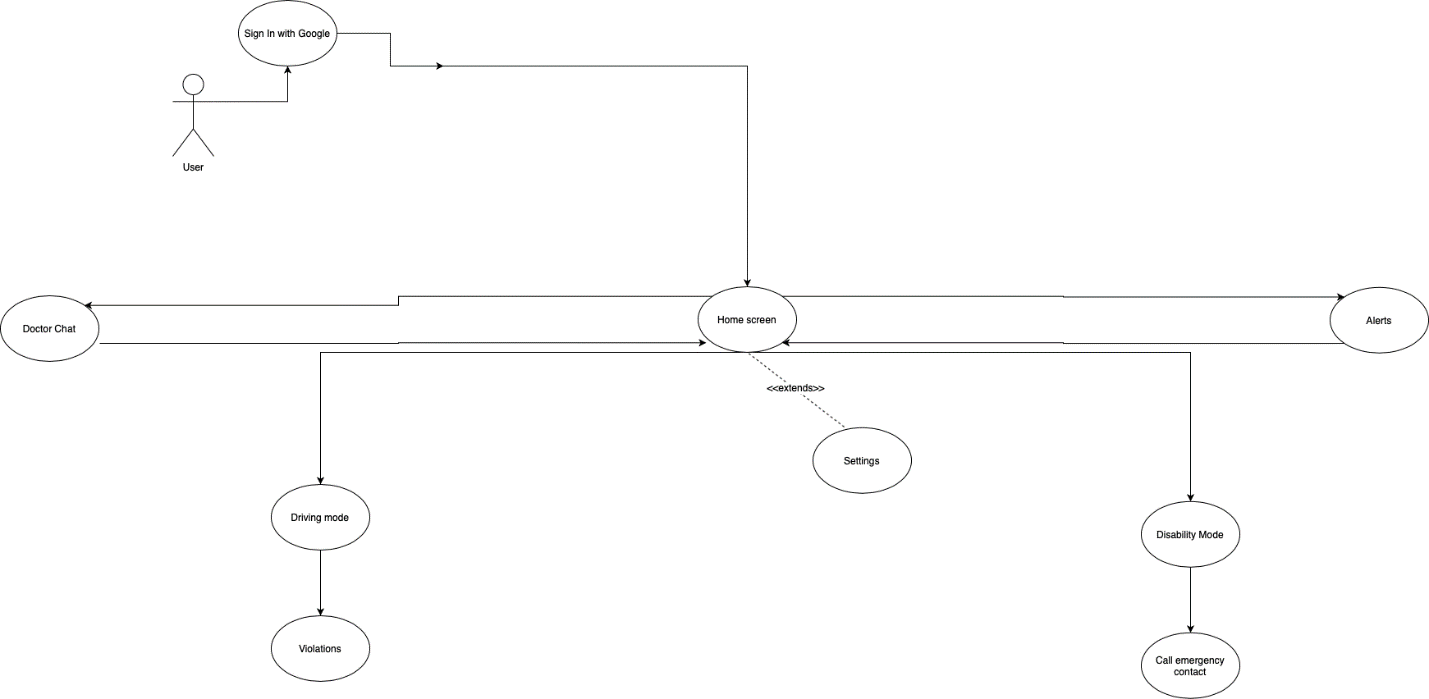 Sign In with Google
User
Home screen
Doctor Chat
Alerts
<<extends>>
Settings
Driving mode
Disability Mode
Violations
Call emergency
contact